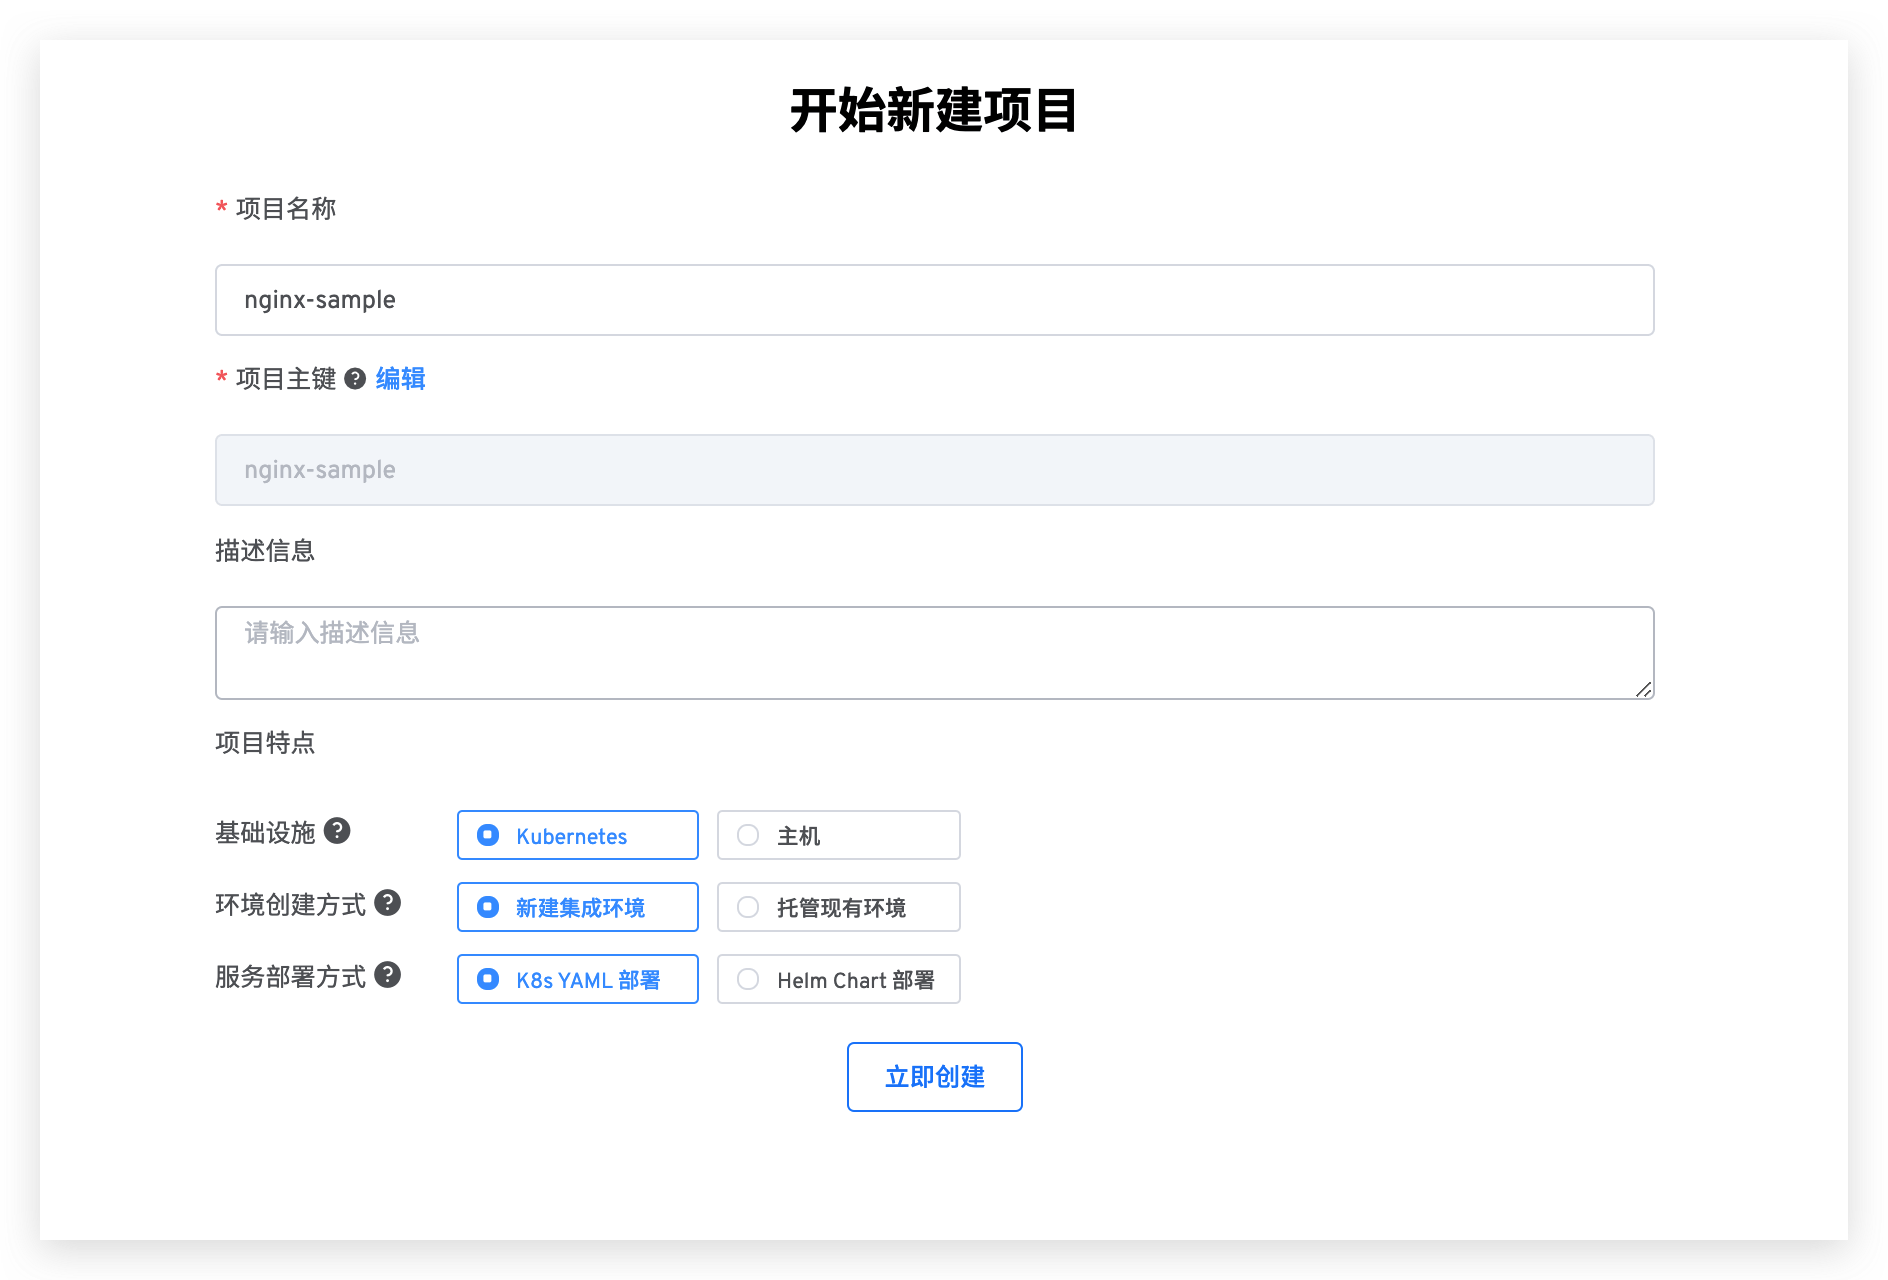 开始新建项目
* 项目名称
nginx-sample
* 项目主键 ? 编辑
nginx-sample
描述信息
请输入描述信息
项目特点
基础设施 ? Kubernetes 主机
环境创建方式 ? 新建集成环境 托管现有环境
服务部署方式 ? K8s YAML 部署 Helm Chart 部署
立即创建